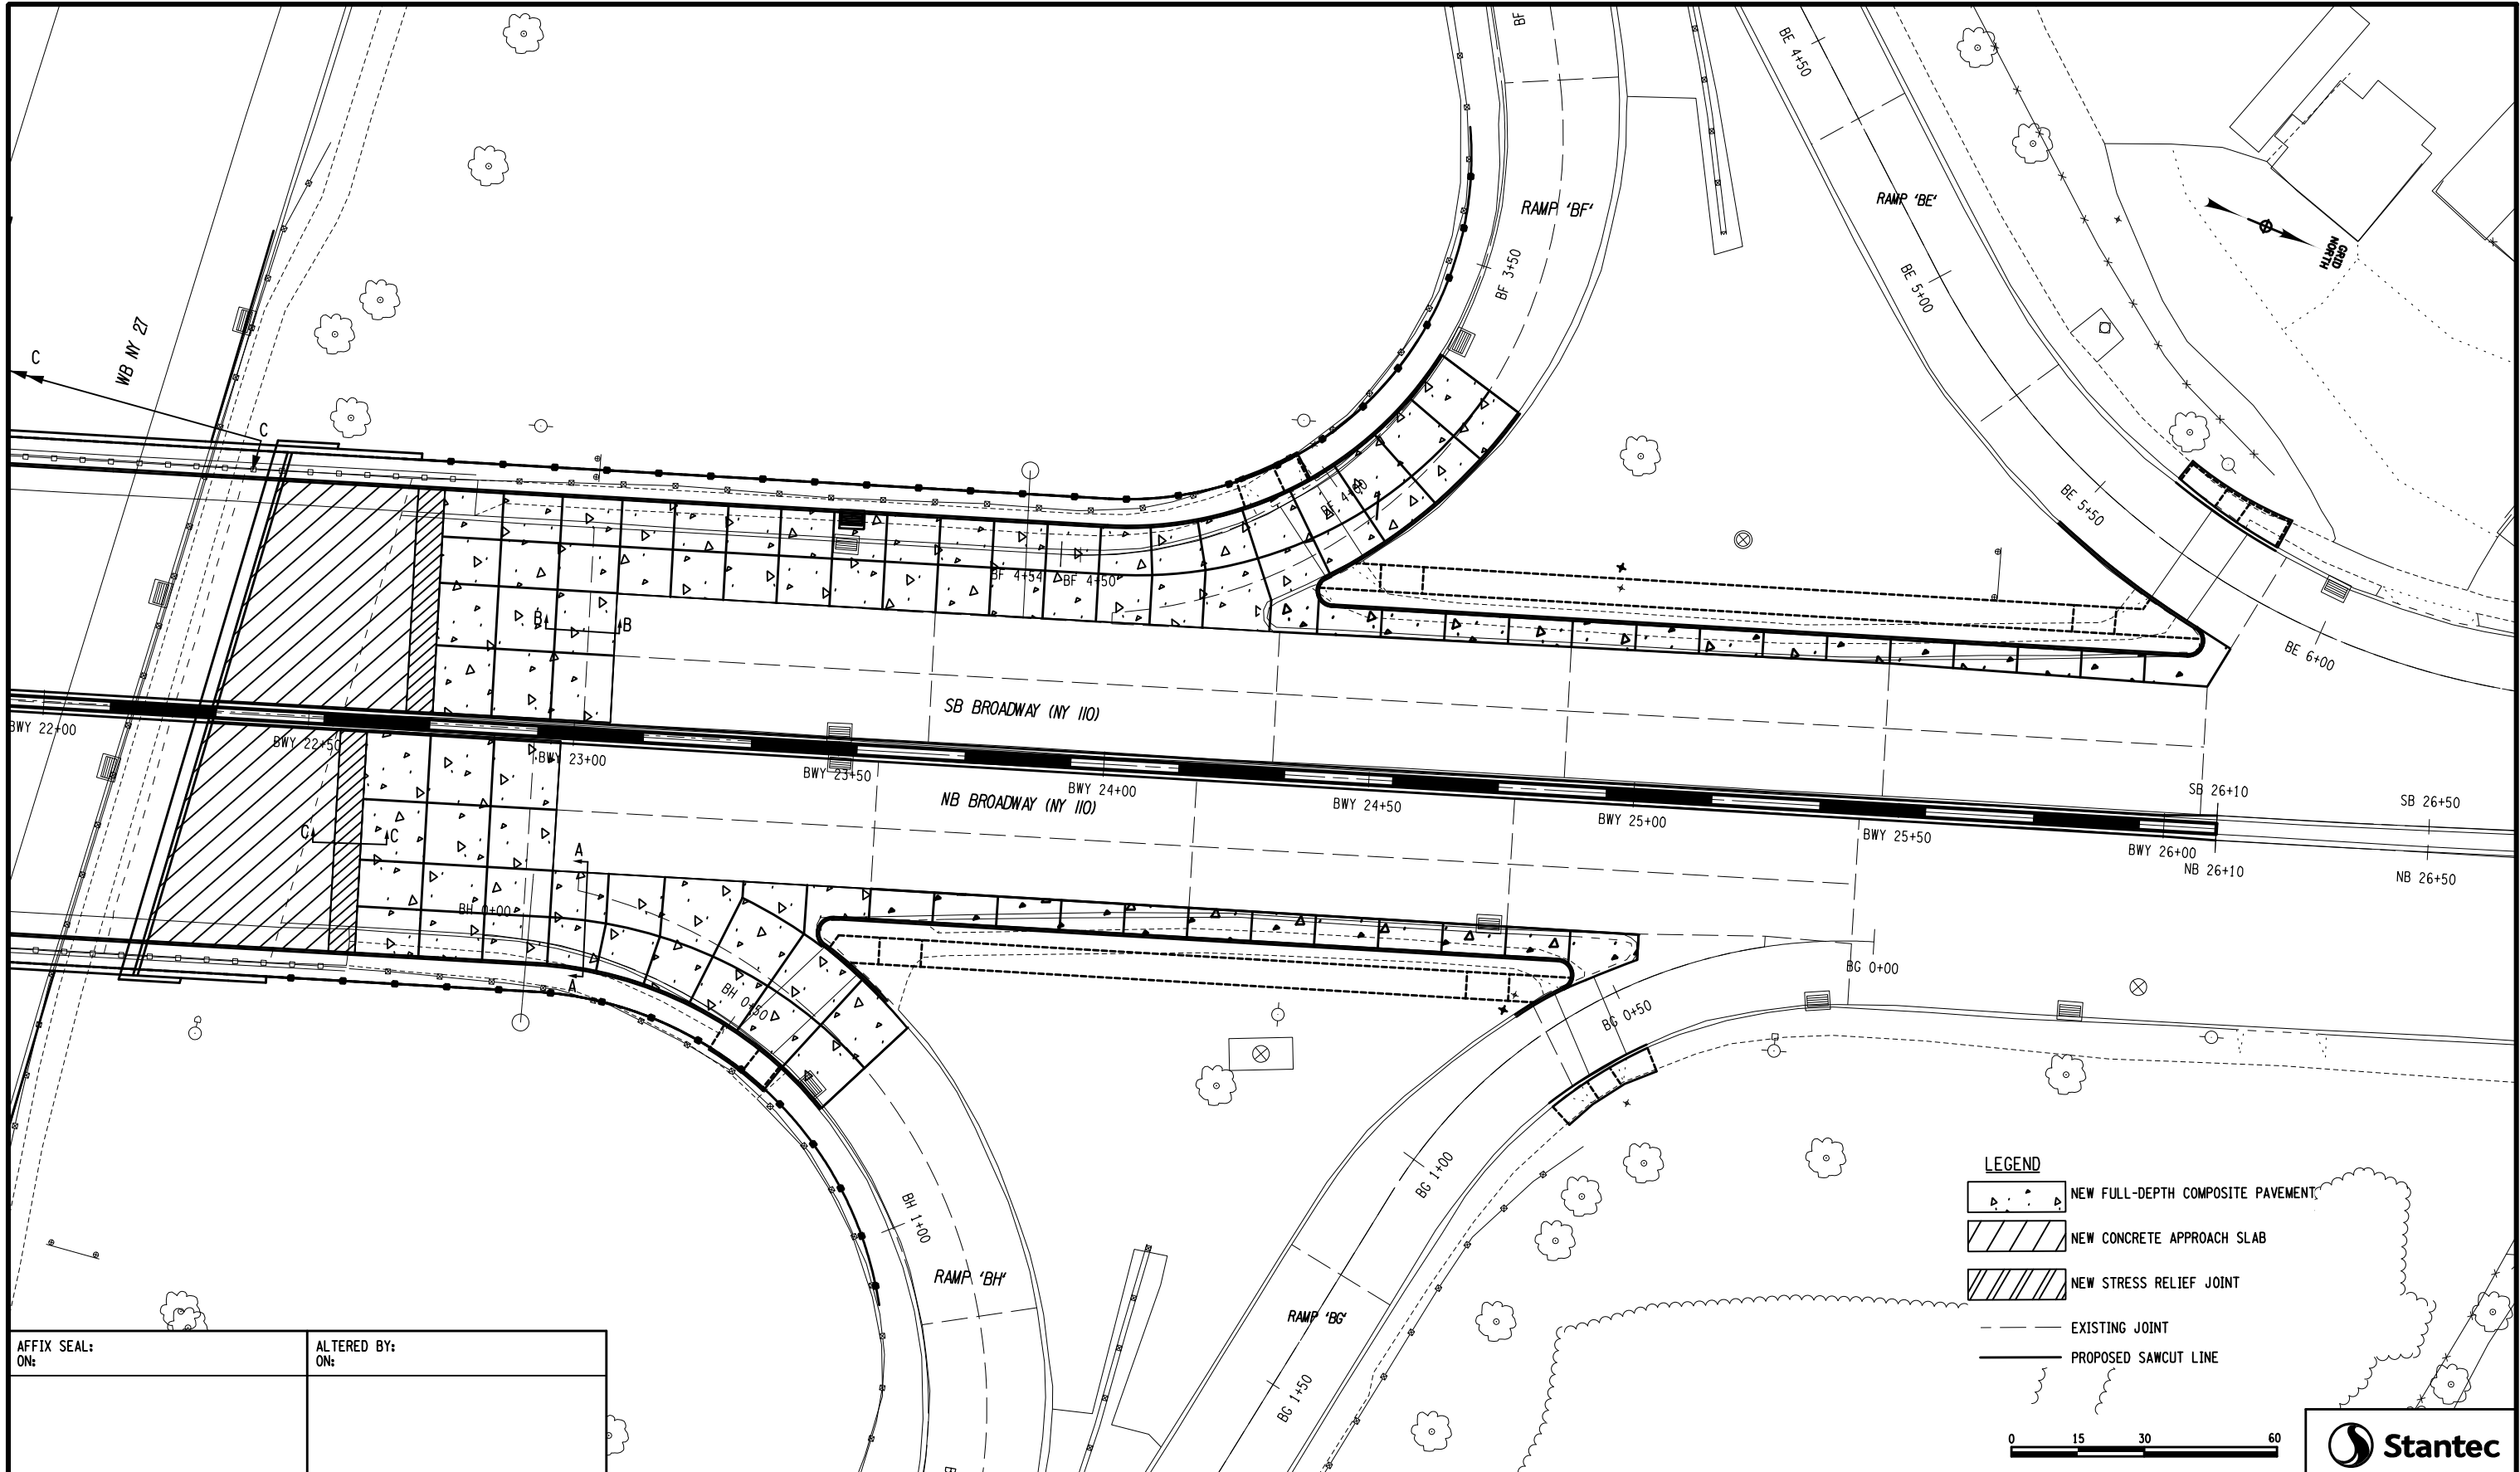 BF
BE 4+50
RAMP 'BF'
RAMP 'BE'
GRID
NORTH
BF 3+50
BE 5+00
WB NY 27
C
C
BF 4+00
BE 5+50
BF 4+54
BF 4+50
B
B
BE 6+00
SB BROADWAY (NY 110)
BWY 22+00
BWY 22+50
BWY 23+00
BWY 23+50
BWY 24+00
BWY 24+50
BWY 25+00
BWY 25+50
BWY 26+00
SB 26+10
SB 26+50
NB BROADWAY (NY 110)
NB 26+10
NB 26+50
C
C
A
BH 0+00
A
BH 0+50
BG 0+00
BG 0+50
BG 1+00
BH 1+00
RAMP 'BH'
RAMP 'BG'
BG 1+50
LEGEND
NEW FULL-DEPTH COMPOSITE PAVEMENT
NEW CONCRETE APPROACH SLAB
NEW STRESS RELIEF JOINT
EXISTING JOINT
PROPOSED SAWCUT LINE
AFFIX SEAL:
ON:
ALTERED BY:
ON:
0 15 30 60
Stantec